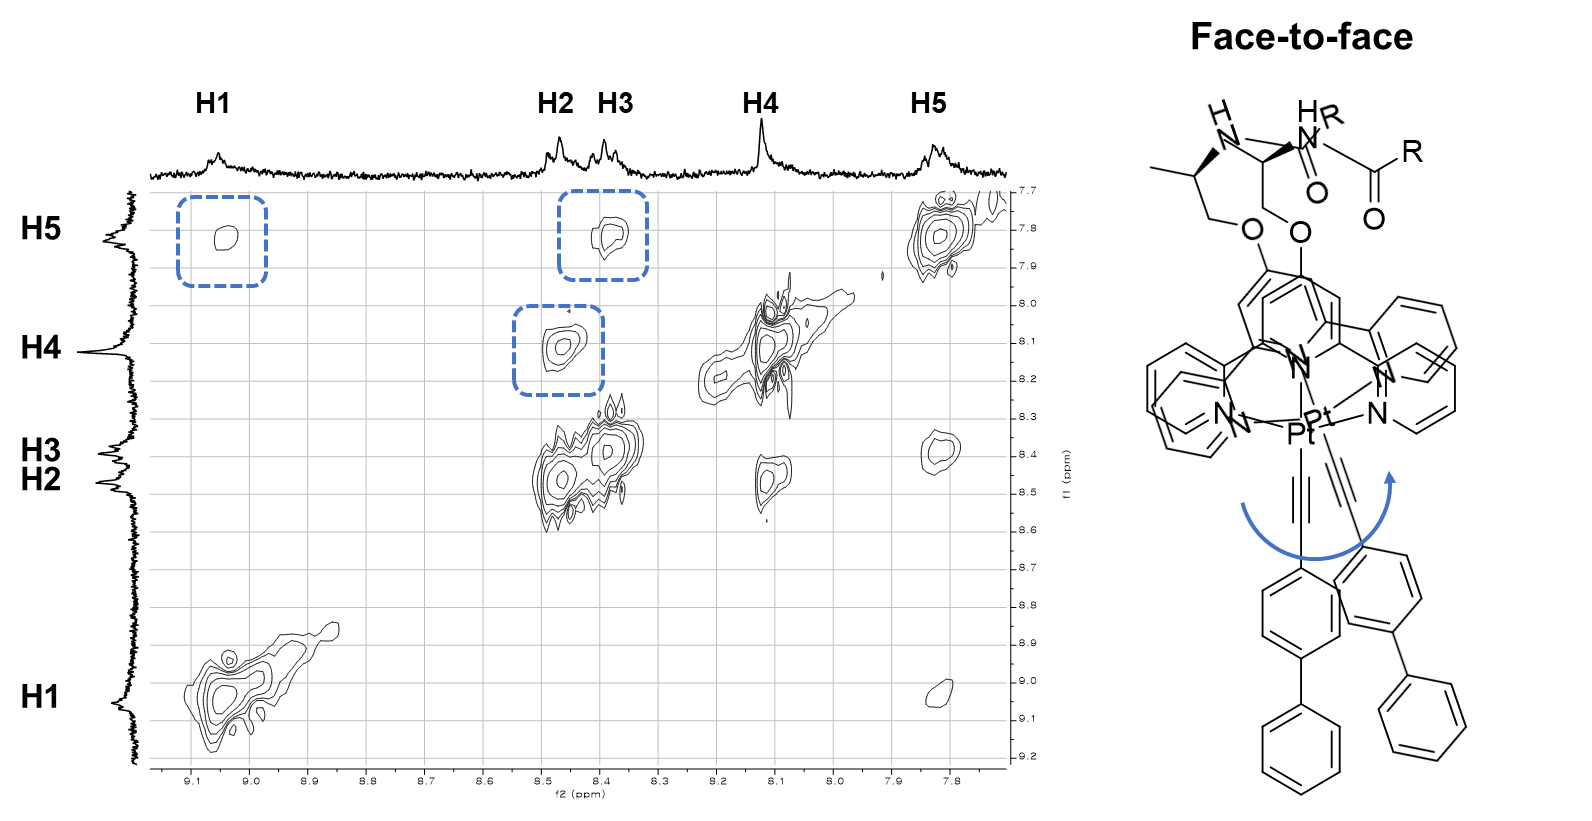 Face-to-face
H1 H2 H3 H4 H5
H5
H4
H3
H2
H1
7.7
7.8
7.9
8.0
8.1
8.2
8.3
8.4
8.5
8.6
8.7
8.8
8.9
9.0
9.1
9.2
f1 (ppm)
9.1 9.0 8.9 8.8 8.7 8.6 8.5 8.4 8.3 8.2 8.1 8.0 7.9 7.8
f2 (ppm)
H H R
N N R
O O
O O
N N
N N N N
Pt Pt